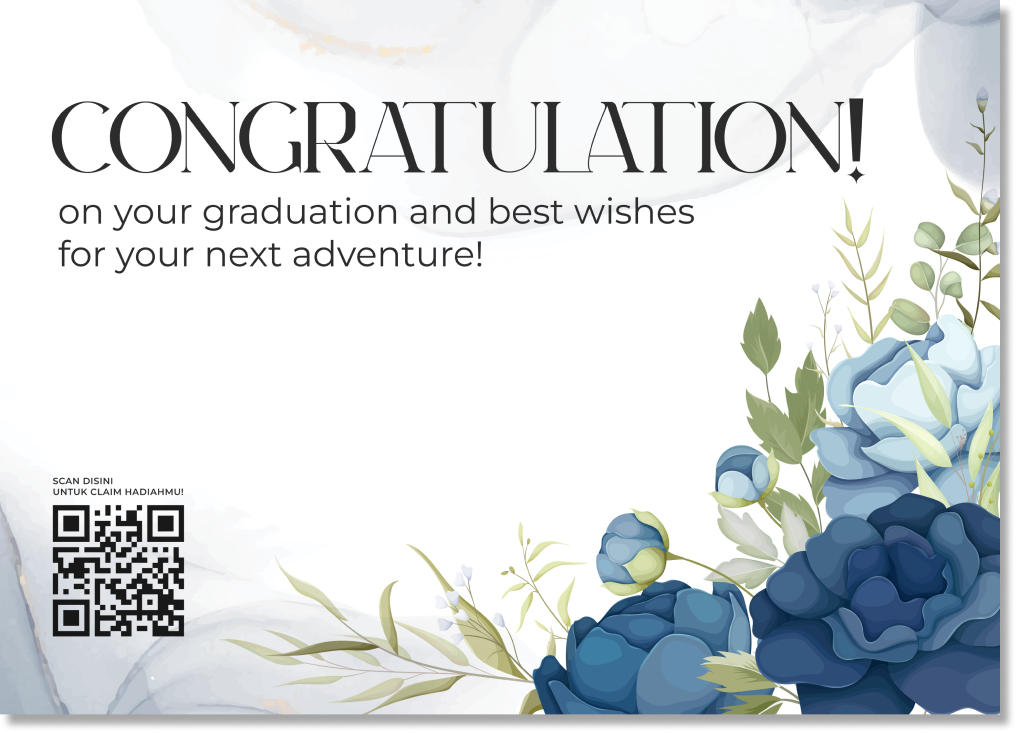 CONGRATULATION!
on your graduation and best wishes
for your next adventure!
SCAN DISINI
UNTUK CLAIM HADIAHMU!